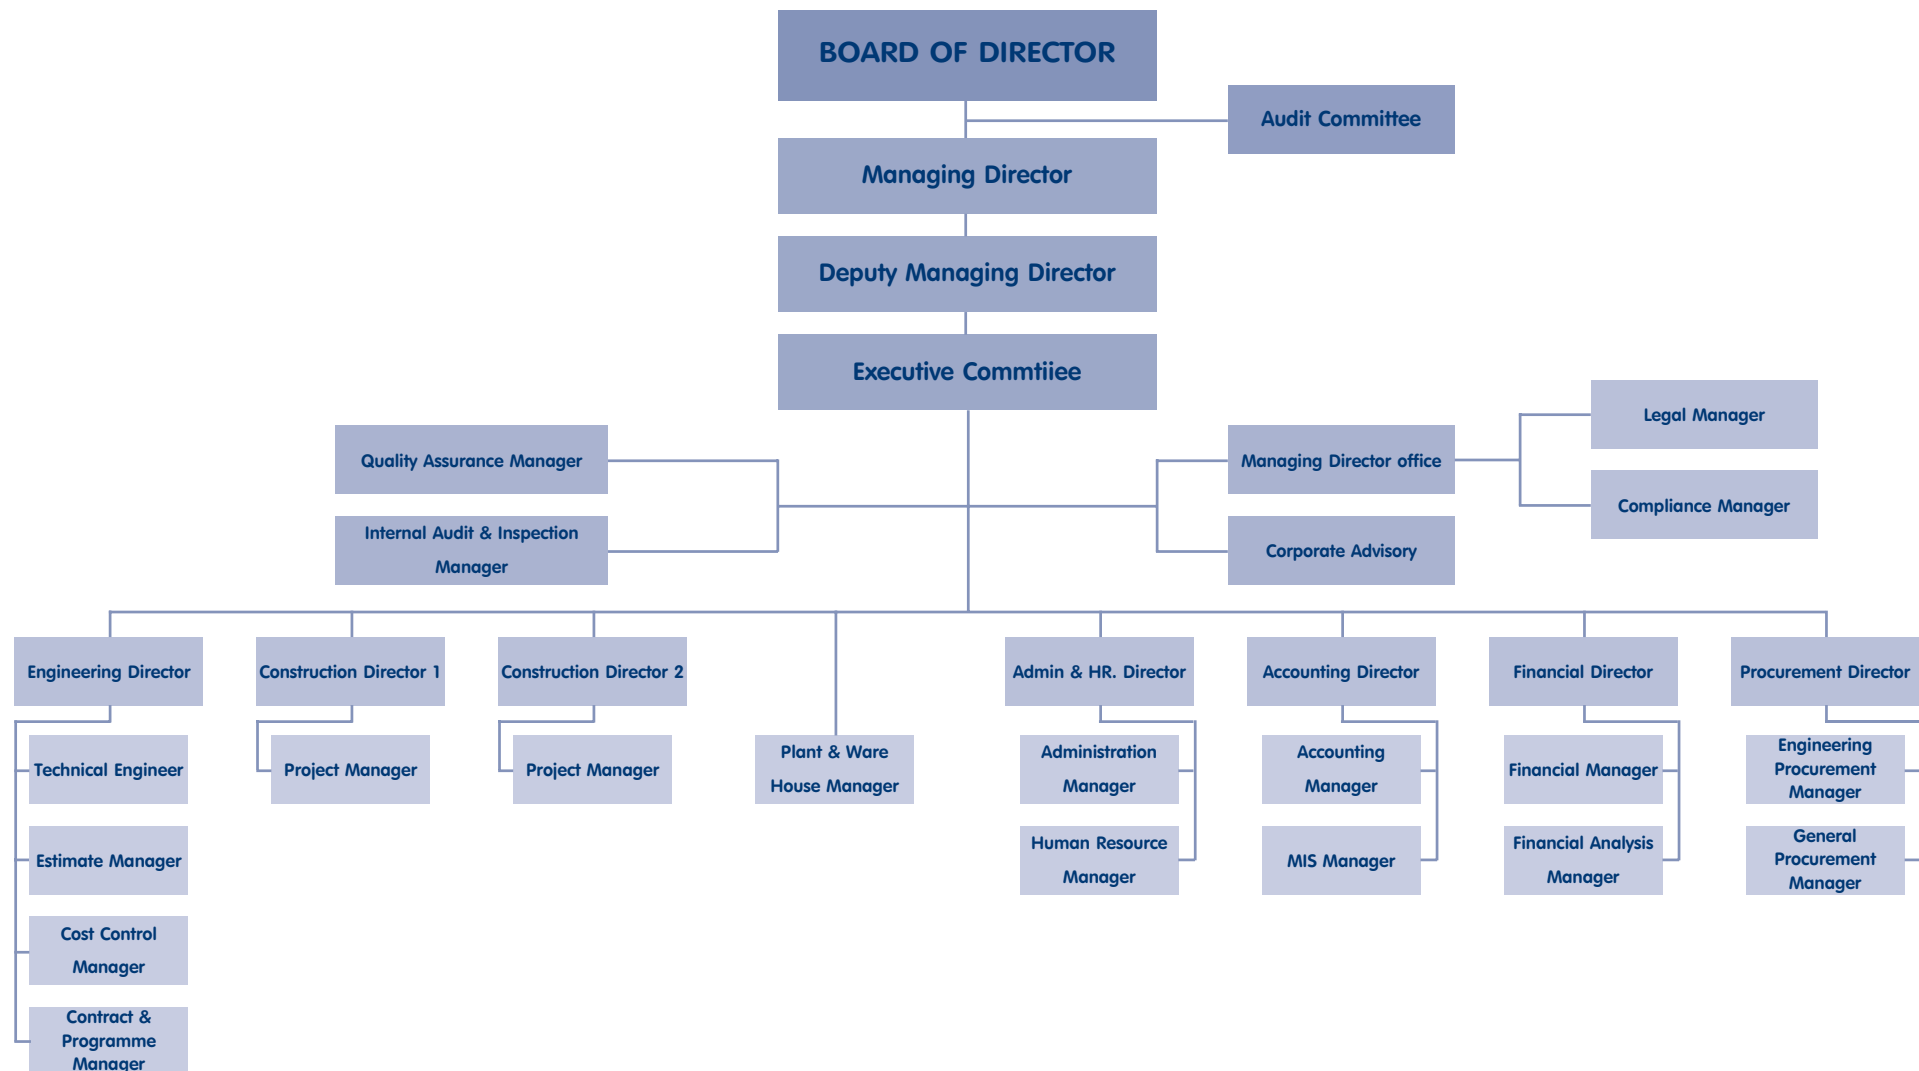 BOARD OF DIRECTOR
Audit Committee
Managing Director
Deputy Managing Director
Executive Commtiiee
Legal Manager
Quality Assurance Manager
Managing Director office
Compliance Manager
Internal Audit & Inspection
Manager
Corporate Advisory
Engineering Director
Construction Director 1
Construction Director 2
Admin & HR. Director
Accounting Director
Financial Director
Procurement Director
Technical Engineer
Project Manager
Project Manager
Plant & Ware
House Manager
Administration
Manager
Accounting
Manager
Financial Manager
Engineering
Procurement
Manager
Estimate Manager
Human Resource
Manager
MIS Manager
Financial Analysis
Manager
General
Procurement
Manager
Cost Control
Manager
Contract &
Programme
Manager